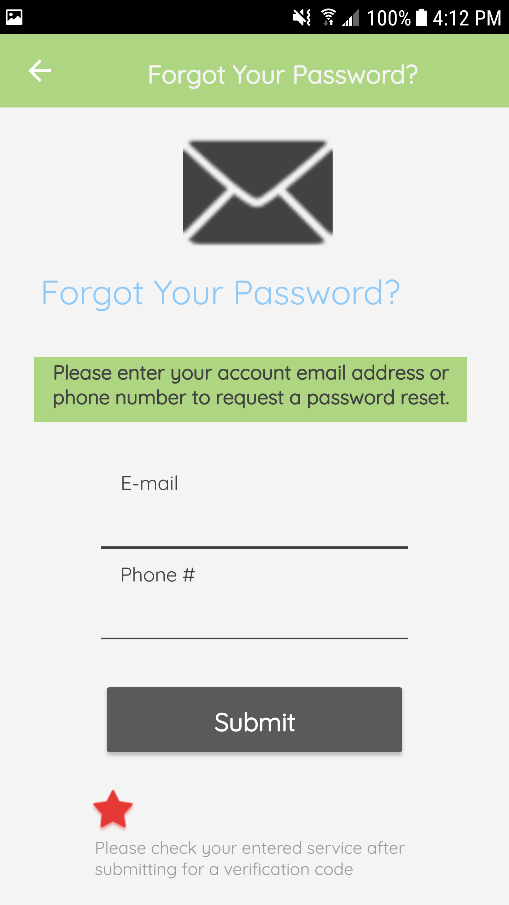 100% 4:12 PM
Forgot Your Password?
Forgot Your Password?
Please enter your account email address or
phone number to request a password reset.
E-mail
Phone #
Submit
Please check your entered service after
submitting for a verification code